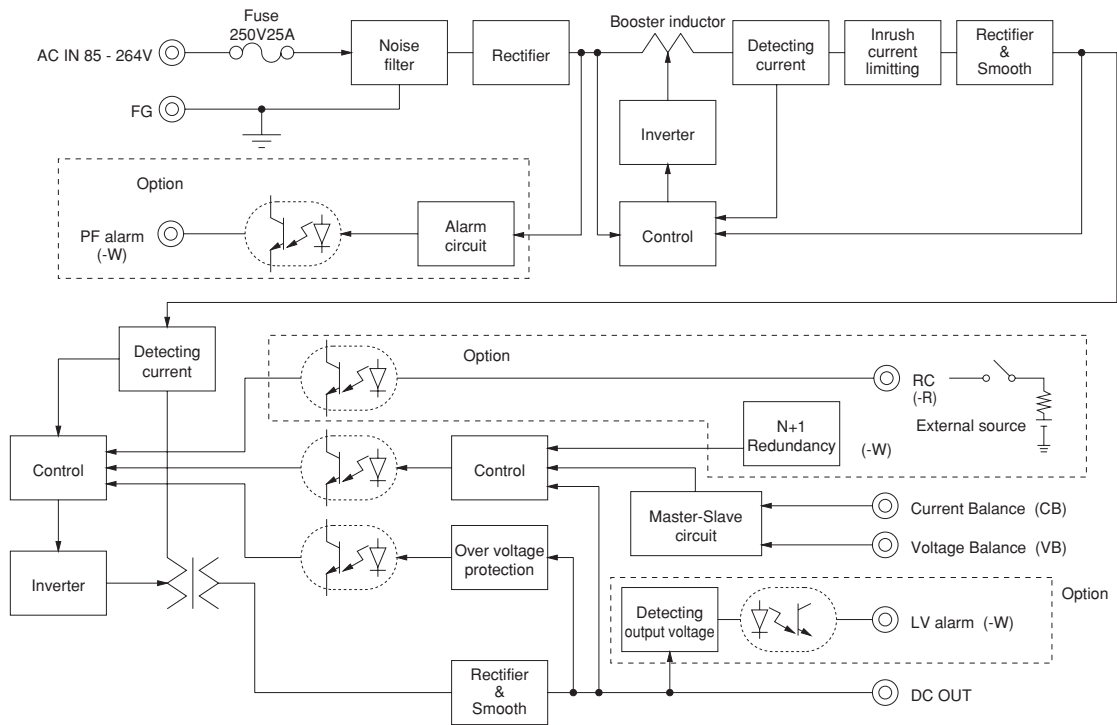 Fuse
250V25A
AC IN 85 - 264V
Noise
filter
Rectifier
Booster inductor
Detecting
current
Inrush
current
limitting
Rectifier
&
Smooth
FG
Inverter
Option
PF alarm
(-W)
Alarm
circuit
Control
Detecting
current
Option
RC
(-R)
External source
N+1
Redundancy
(-W)
Control
Control
Master-Slave
circuit
Current Balance (CB)
Voltage Balance (VB)
Inverter
Over voltage
protection
Option
Detecting
output voltage
LV alarm (-W)
Rectifier
&
Smooth
DC OUT